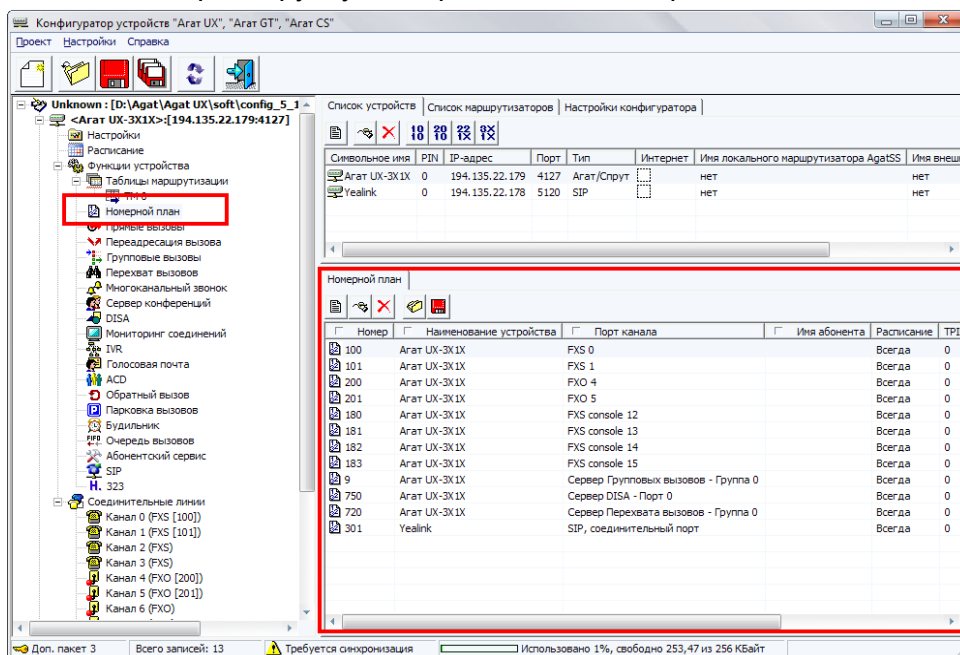 Конфигуратор устройств "Агат UX", "Агат GT", "Агат CS"
Проект Настройки Справка
Unknown : [D:\Agat\Agat UX\soft\config_5_1
<Агат UX-3X1X>:[194.135.22.179:4127]
Настройки
Расписание
Функции устройства
Таблицы маршрутизации
Номерной план
Прямые вызовы
Переадресация вызова
Групповые вызовы
Перехват вызовов
Многоканальный звонок
Сервер конференций
DISA
Мониторинг соединений
IVR
Голосовая почта
ACD
Обратный вызов
Парковка вызовов
Будильник
Очередь вызовов
Абонентский сервис
SIP
H. 323
Соединительные линии
Канал 0 (FXS [100])
Канал 1 (FXS [101])
Канал 2 (FXS)
Канал 3 (FXS)
Канал 4 (FXO [200])
Канал 5 (FXO [201])
Канал 6 (FXO)
Список устройств Список маршрутизаторов Настройки конфигуратора
Символьное имя PIN IP-адрес Порт Тип Интернет Имя локального маршрутизатора AgatSS Имя внеш
Агат UX-3X1X 0 194.135.22.179 4127 Агат/Спрут нет нет
Yealink 0 194.135.22.178 5120 SIP нет нет
Номерной план
Номер Наименование устройства Порт канала Имя абонента Расписание TPI
100 Агат UX-3X1X FXS 0 Всегда 0
101 Агат UX-3X1X FXS 1 Всегда 0
200 Агат UX-3X1X FXO 4 Всегда 0
201 Агат UX-3X1X FXO 5 Всегда 0
180 Агат UX-3X1X FXS console 12 Всегда 0
181 Агат UX-3X1X FXS console 13 Всегда 0
182 Агат UX-3X1X FXS console 14 Всегда 0
183 Агат UX-3X1X FXS console 15 Всегда 0
9 Агат UX-3X1X Сервер Групповых вызовов - Группа 0 Всегда 0
750 Агат UX-3X1X Сервер DISA - Порт 0 Всегда 0
720 Агат UX-3X1X Сервер Перехвата вызовов - Группа 0 Всегда 0
301 Yealink SIP, соединительный порт Всегда 0
Доп. пакет 3 Всего записей: 13 Требуется синхронизация Использовано 1%, свободно 253,47 из 256 КБайт